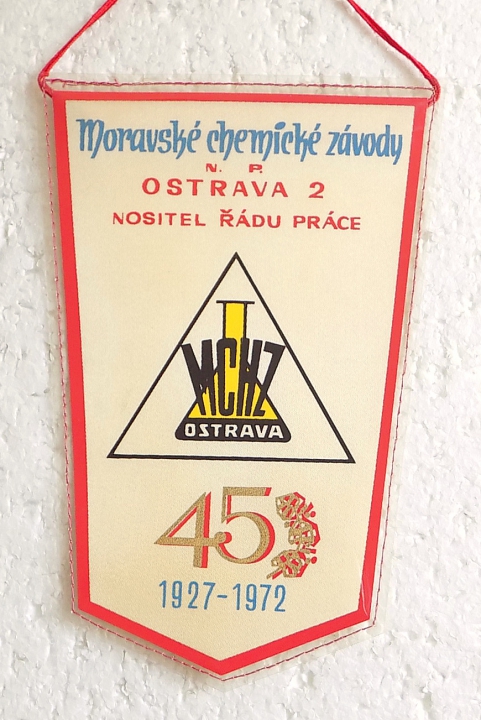 Moravské chemické závody
N. P.
OSTRAVA 2
NOSITEL ŘÁDU PRÁCE
MCHZ
OSTRAVA
45
1927-1972